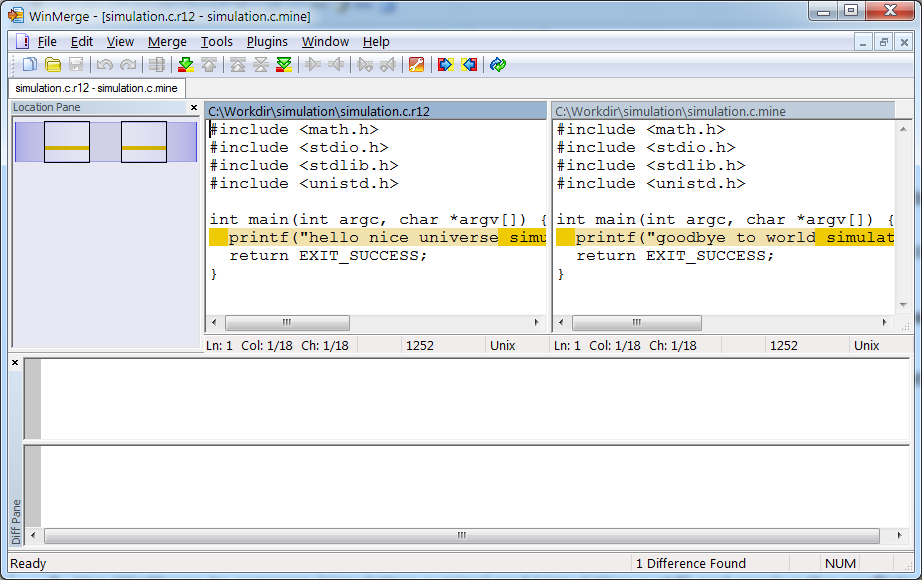 WinMerge - [simulation.c.r12 - simulation.c.mine]
File Edit View Merge Tools Plugins Window Help
simulation.c.r12 - simulation.c.mine
Location Pane
C:\Workdir\simulation\simulation.c.r12
#include <math.h>
#include <stdio.h>
#include <stdlib.h>
#include <unistd.h>
int main(int argc, char *argv[]) {
printf("hello nice universe simu
return EXIT_SUCCESS;
}
Ln: 1 Col: 1/18 Ch: 1/18 1252 Unix
C:\Workdir\simulation\simulation.c.mine
#include <math.h>
#include <stdio.h>
#include <stdlib.h>
#include <unistd.h>
int main(int argc, char *argv[]) {
printf("goodbye to world simulat
return EXIT_SUCCESS;
}
Ln: 1 Col: 1/18 Ch: 1/18 1252 Unix
Diff Pane
Ready 1 Difference Found NUM